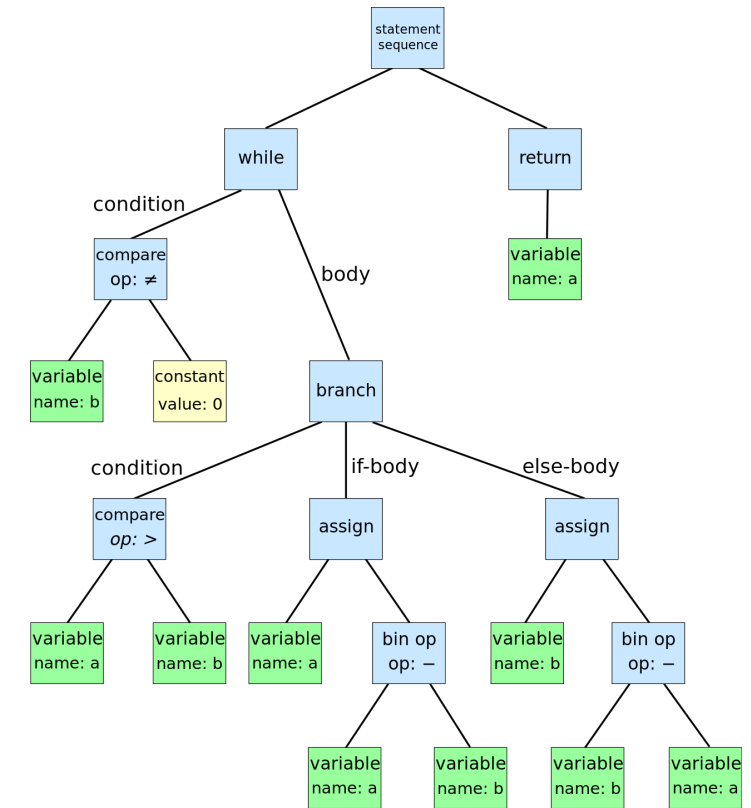 statement
sequence
while
return
condition
compare
op: ≠
body
variable
name: a
variable
name: b
constant
value: 0
branch
condition
if-body
else-body
compare
op: >
assign
assign
variable
name: a
variable
name: b
variable
name: a
bin op
op: −
variable
name: b
bin op
op: −
variable
name: a
variable
name: b
variable
name: b
variable
name: a